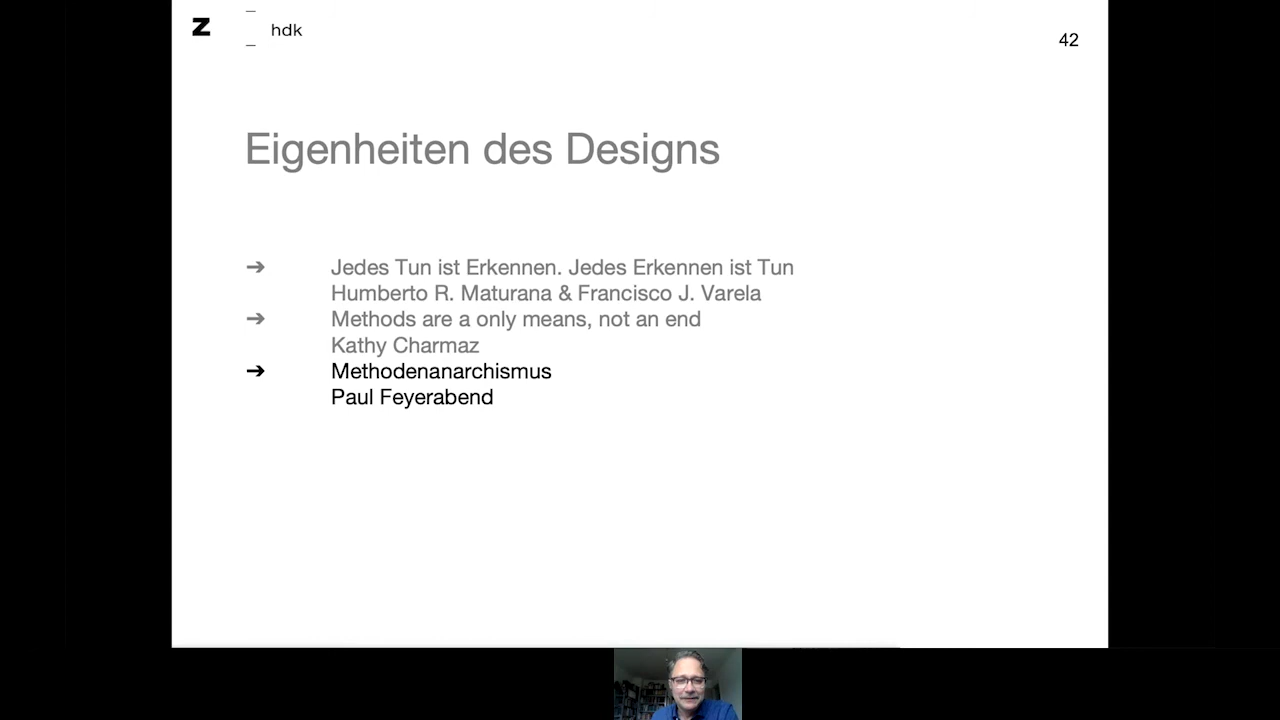 Z hdk
42
Eigenheiten des Designs
➔ Jedes Tun ist Erkennen. Jedes Erkennen ist Tun
Humberto R. Maturana & Francisco J. Varela
➔ Methods are a only means, not an end
Kathy Charmaz
➔ Methodenanarchismus
Paul Feyerabend